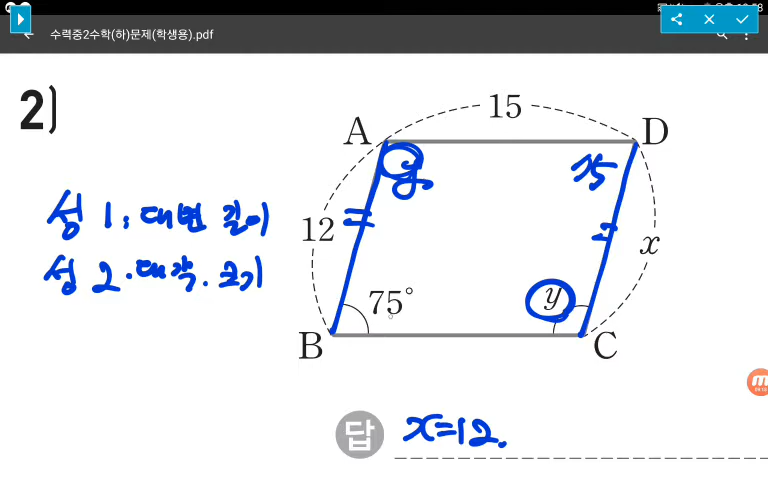 수력중2수학(하)문제(학생용).pdf
2)
15
A
D
y
75
성 1: 대변 길이
12
x
성 2. 대각. 크기
75°
y
B
C
답 x=12.